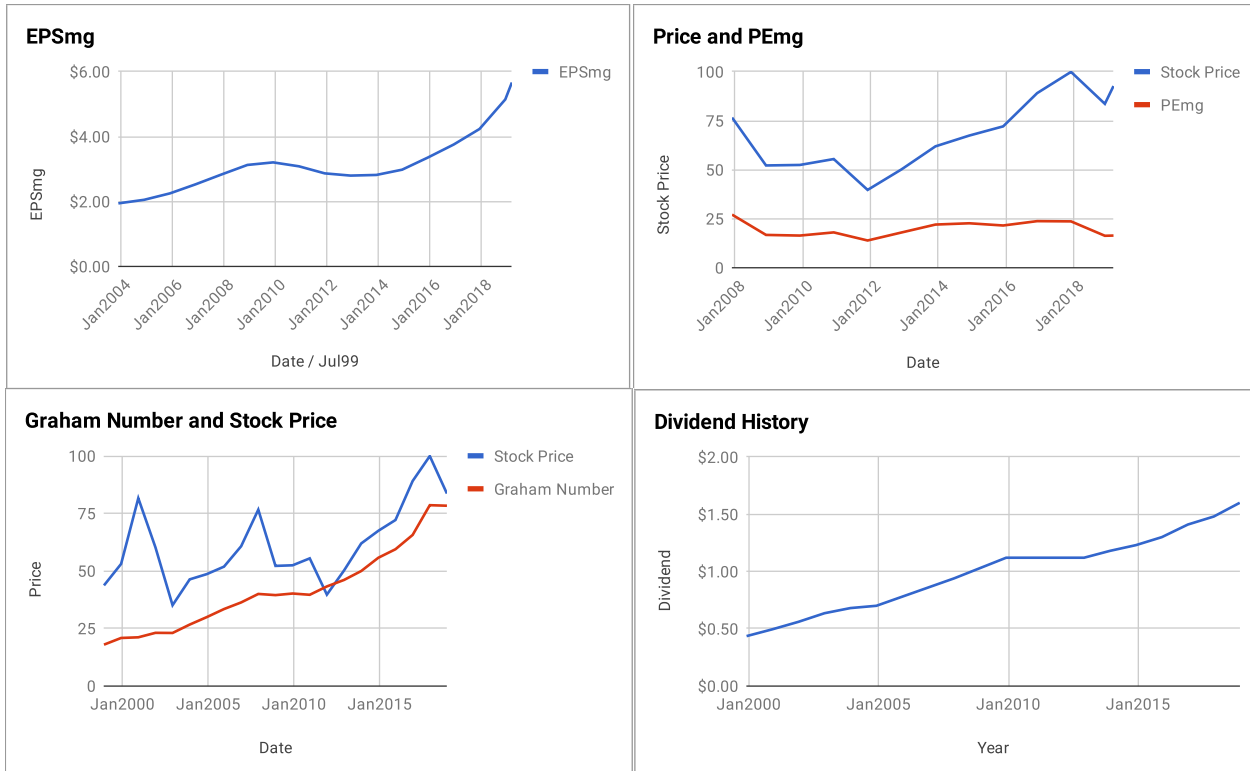 EPSmg
EPSmg
$6.00
$4.00
$2.00
$0.00
EPSmg
Jan2004
Jan2006
Jan2008
Jan2010
Jan2012
Jan2014
Jan2016
Jan2018
Date / Jul99
Price and PEmg
Stock Price
PEmg
100
75
50
25
0
Stock Price
Jan2008
Jan2010
Jan2012
Jan2014
Jan2016
Jan2018
Date
Graham Number and Stock Price
Stock Price
Graham Number
100
75
50
25
0
Price
Jan2000
Jan2005
Jan2010
Jan2015
Date
Dividend History
$2.00
$1.50
$1.00
$0.50
$0.00
Dividend
Jan2000
Jan2005
Jan2010
Jan2015
Year